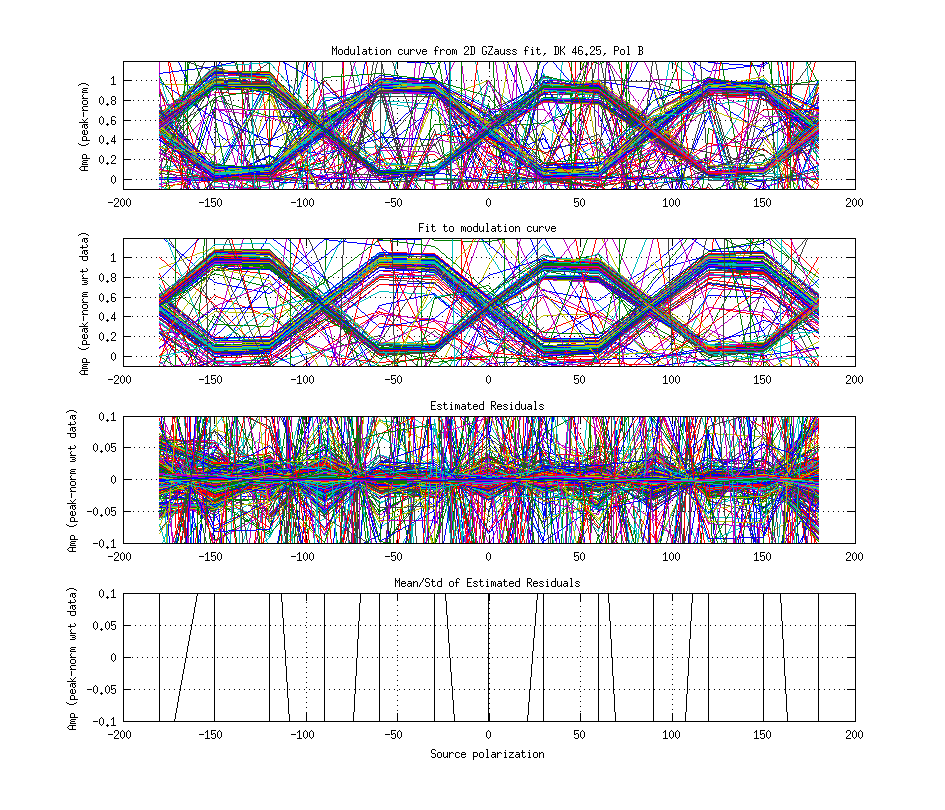 Modulation curve from 2D GZauss fit, DK 46.25, Pol B
Amp (peak-norm)
1
0.8
0.6
0.4
0.2
0
-200 -150 -100 -50 0 50 100 150 200
Fit to modulation curve
Amp (peak-norm wrt data)
1
0.8
0.6
0.4
0.2
0
-200 -150 -100 -50 0 50 100 150 200
Estimated Residuals
Amp (peak-norm wrt data)
0.1
0.05
0
-0.05
-0.1
-200 -150 -100 -50 0 50 100 150 200
Mean/Std of Estimated Residuals
Amp (peak-norm wrt data)
0.1
0.05
0
-0.05
-0.1
-200 -150 -100 -50 0 50 100 150 200
Source polarization